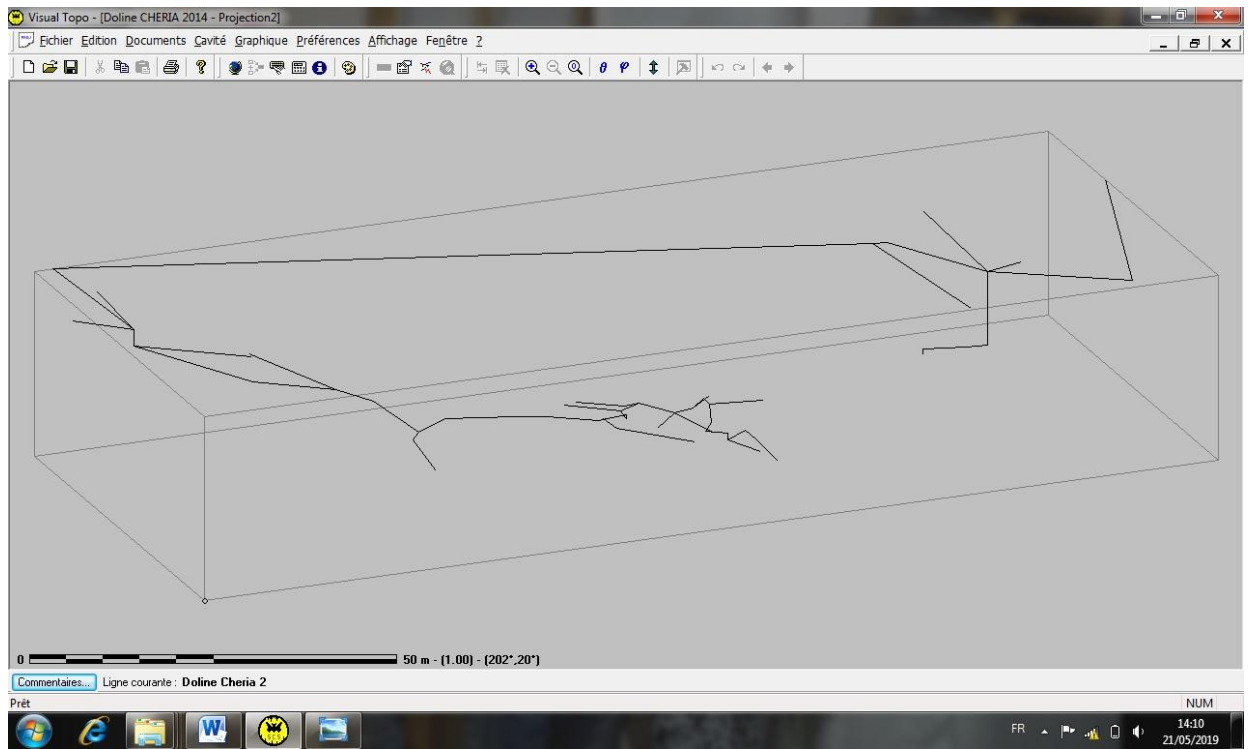 Visual Topo - [Doline CHERIA 2014 - Projection2]
Fichier Edition Documents Cavité Graphique Préférences Affichage Fenêtre ?
θ φ
0 50 m - (1.00) - (202°,20°)
Commentaires... Ligne courante : Doline Cheria 2
Prêt NUM
FR 14:10
21/05/2019